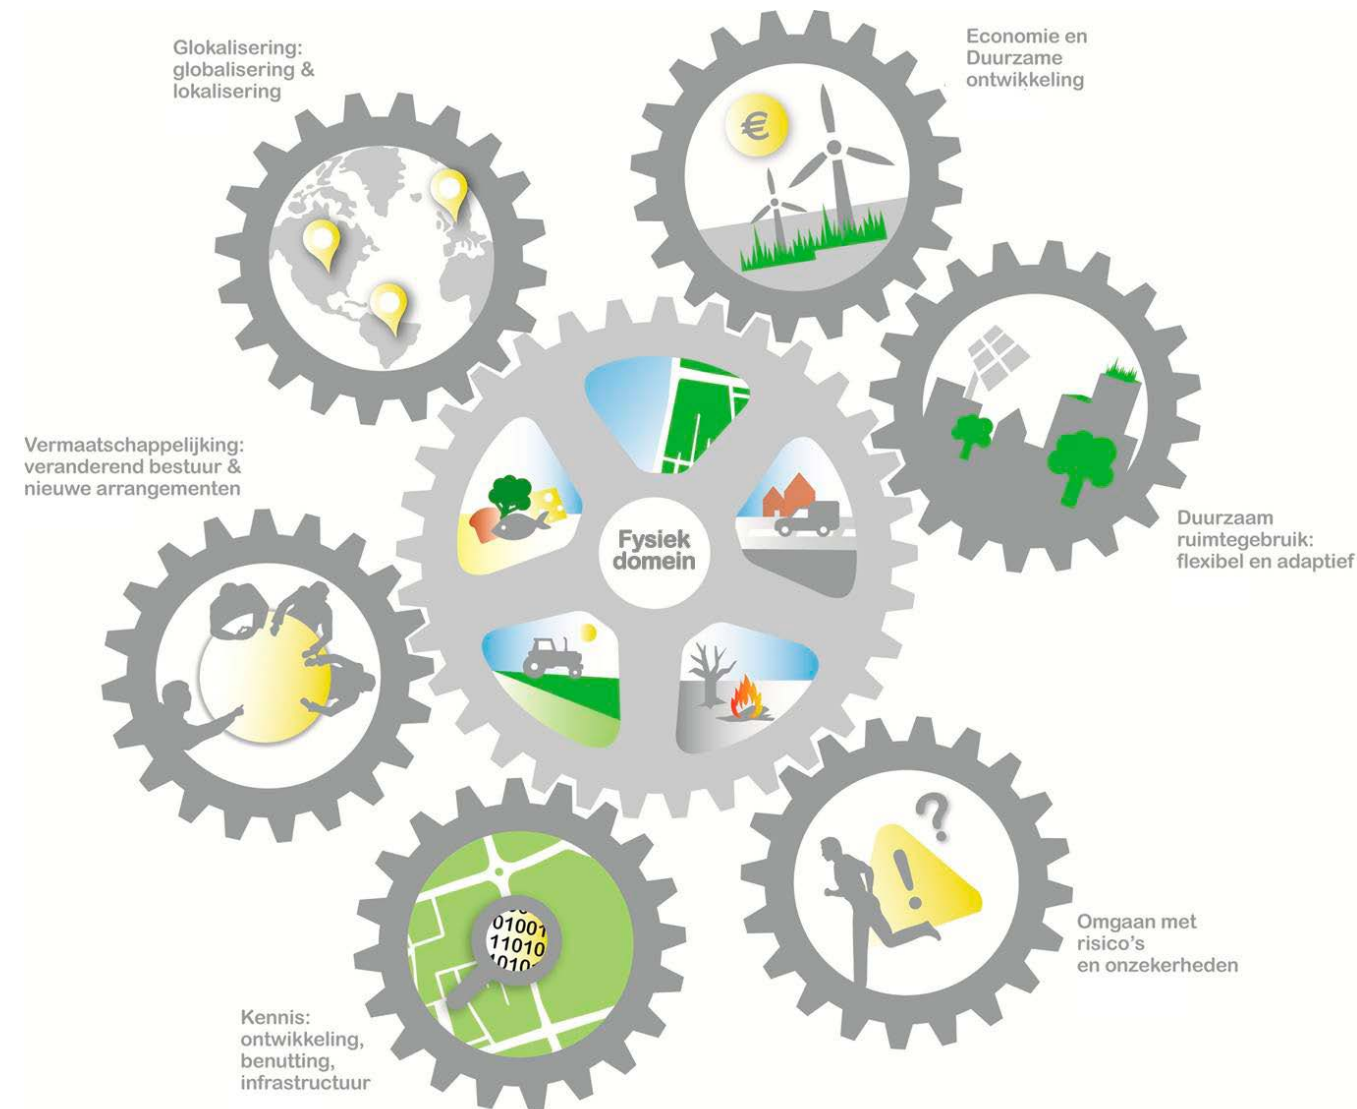 Glokalisering:
globalisering &
lokalisering
Economie en
Duurzame
ontwikkeling
€
Vermaatschappelijking:
veranderend bestuur &
nieuwe arrangementen
Fysiek
domein
Duurzaam
ruimtegebruik:
flexibel en adaptief
?
!
01001
11010
Omgaan met
risico's
en onzekerheden
Kennis:
ontwikkeling,
benutting,
infrastructuur